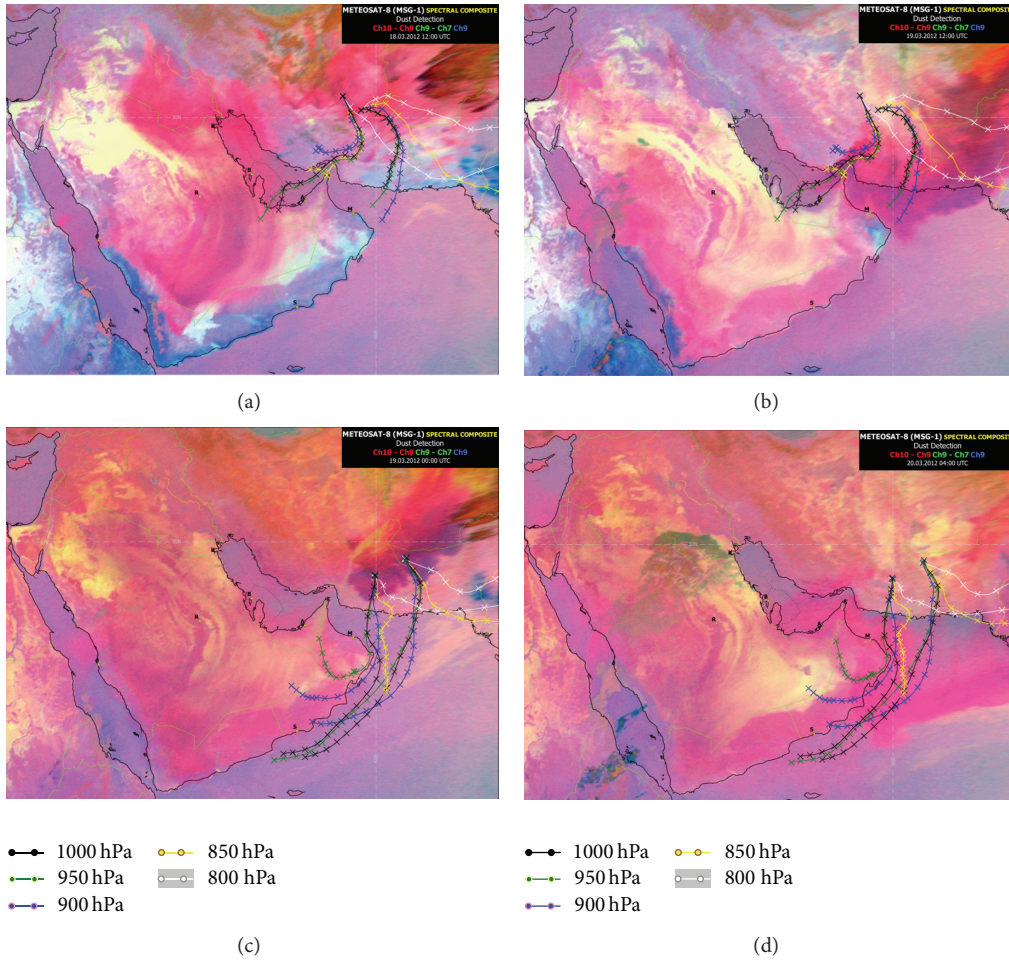 METEOSAT-8 (MSG-1) SPECTRAL COMPOSITE
Dust Detection
Ch10 - Ch9 Ch9 - Ch7 Ch9
18.03.2012 12:00 UTC
R
B
A
M
S
(a)
METEOSAT-8 (MSG-1) SPECTRAL COMPOSITE
Dust Detection
Ch10 - Ch9 Ch9 - Ch7 Ch9
19.03.2012 12:00 UTC
K
R
B
A
M
S
(b)
METEOSAT-8 (MSG-1) SPECTRAL COMPOSITE
Dust Detection
Ch10 - Ch9 Ch9 - Ch7 Ch9
19.03.2012 00:00 UTC
K
R
B
A
M
S
METEOSAT-8 (MSG-1) SPECTRAL COMPOSITE
Dust Detection
Ch10 - Ch9 Ch9 - Ch7 Ch9
20.03.2012 04:00 UTC
K
R
B
A
M
S
1000 hPa
850 hPa
950 hPa
800 hPa
900 hPa
(c)
1000 hPa
850 hPa
950 hPa
800 hPa
900 hPa
(d)